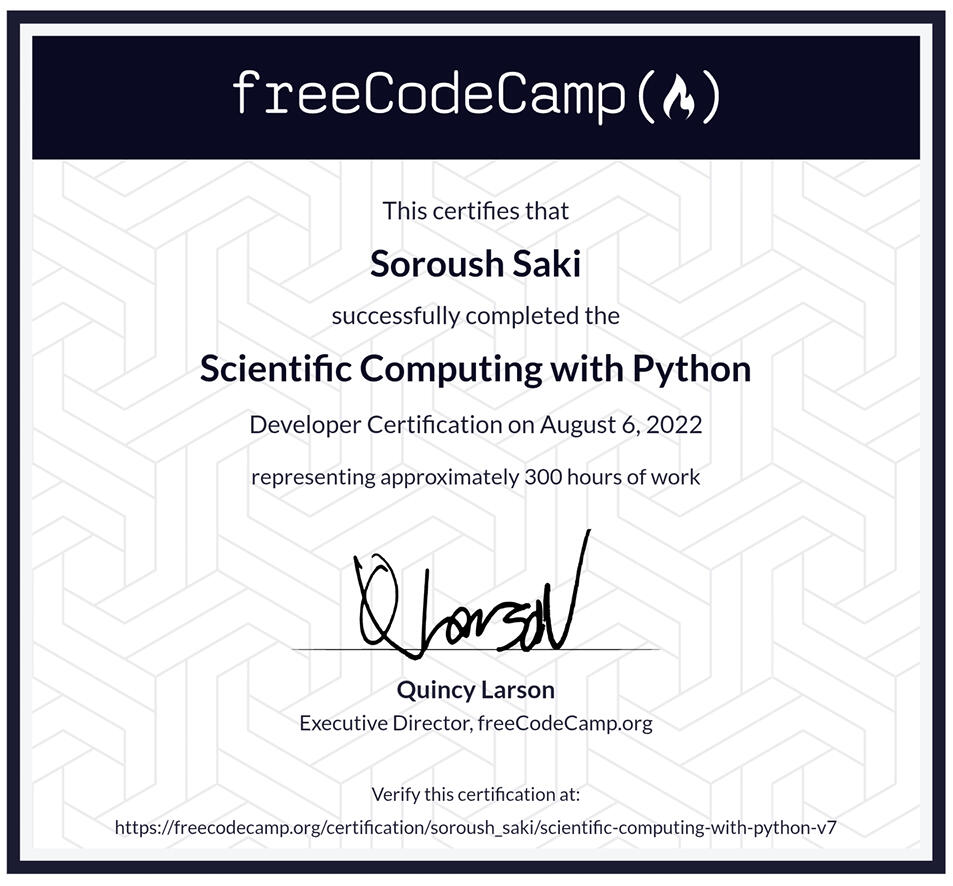 freeCodeCamp(🔥)
This certifies that
Soroush Saki
successfully completed the
Scientific Computing with Python
Developer Certification on August 6, 2022
representing approximately 300 hours of work
Q Larson
Quincy Larson
Executive Director, freeCodeCamp.org
Verify this certification at:
https://freecodecamp.org/certification/soroush_saki/scientific-computing-with-python-v7